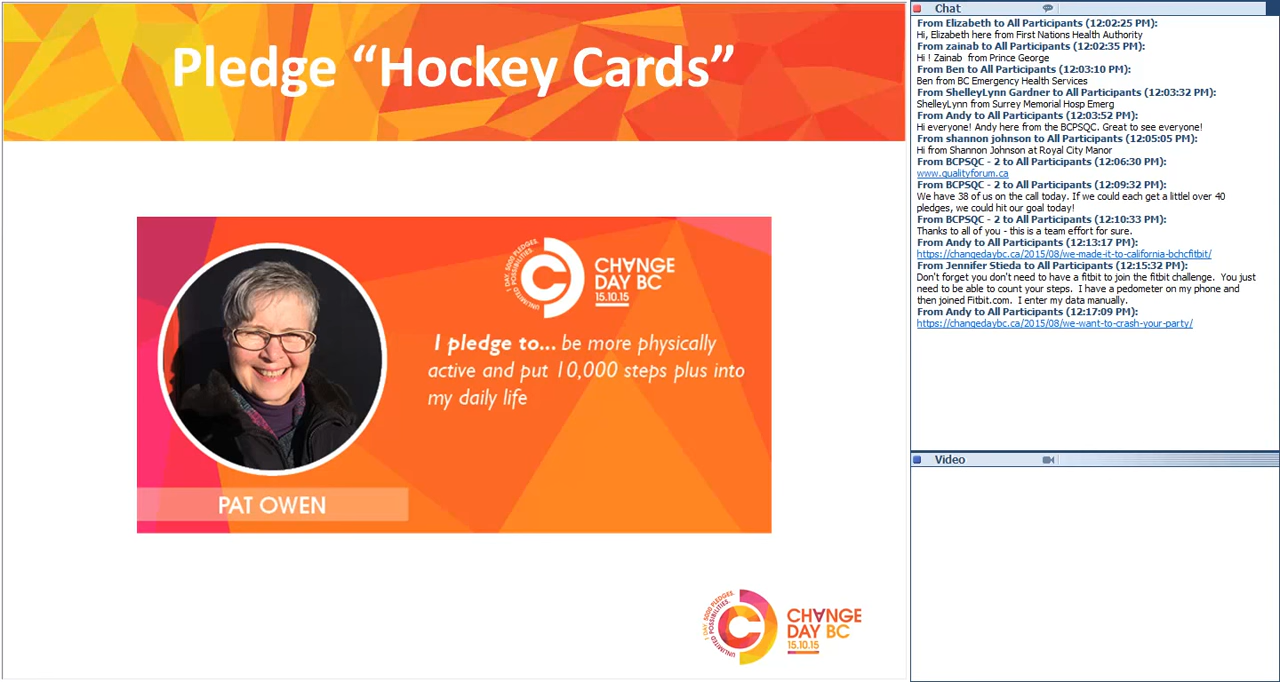 Pledge “Hockey Cards”
1 DAY. 5000 PLEDGES.
UNLIMITED POSSIBILITIES.
CHANGE
DAY BC
15.10.15
I pledge to... be more physically
active and put 10,000 steps plus into
my daily life
PAT OWEN
1 DAY. 5000 PLEDGES.
UNLIMITED POSSIBILITIES.
CHANGE
DAY BC
15.10.15
Chat
From Elizabeth to All Participants (12:02:25 PM):
Hi, Elizabeth here from First Nations Health Authority
From zainab to All Participants (12:02:35 PM):
Hi ! Zainab  from Prince George
From Ben to All Participants (12:03:10 PM):
Ben from BC Emergency Health Services
From ShelleyLynn Gardner to All Participants (12:03:32 PM):
ShelleyLynn from Surrey Memorial Hosp Emerg
From Andy to All Participants (12:03:52 PM):
Hi everyone! Andy here from the BCPSQC. Great to see everyone!
From shannon johnson to All Participants (12:05:05 PM):
Hi from Shannon Johnson at Royal City Manor
From BCPSQC - 2 to All Participants (12:06:30 PM):
www.qualityforum.ca
From BCPSQC - 2 to All Participants (12:09:32 PM):
We have 38 of us on the call today. If we could each get a littlel over 40
pledges, we could hit our goal today!
From BCPSQC - 2 to All Participants (12:10:33 PM):
Thanks to all of you - this is a team effort for sure.
From Andy to All Participants (12:13:17 PM):
https://changedaybc.ca/2015/08/we-made-it-to-california-bchcfitbit/
From Jennifer Stieda to All Participants (12:15:32 PM):
Don't forget you don't need to have a fitbit to join the fitbit challenge.  You just
need to be able to count your steps.  I have a pedometer on my phone and
then joined Fitbit.com.  I enter my data manually.
From Andy to All Participants (12:17:09 PM):
https://changedaybc.ca/2015/08/we-want-to-crash-your-party/
Video